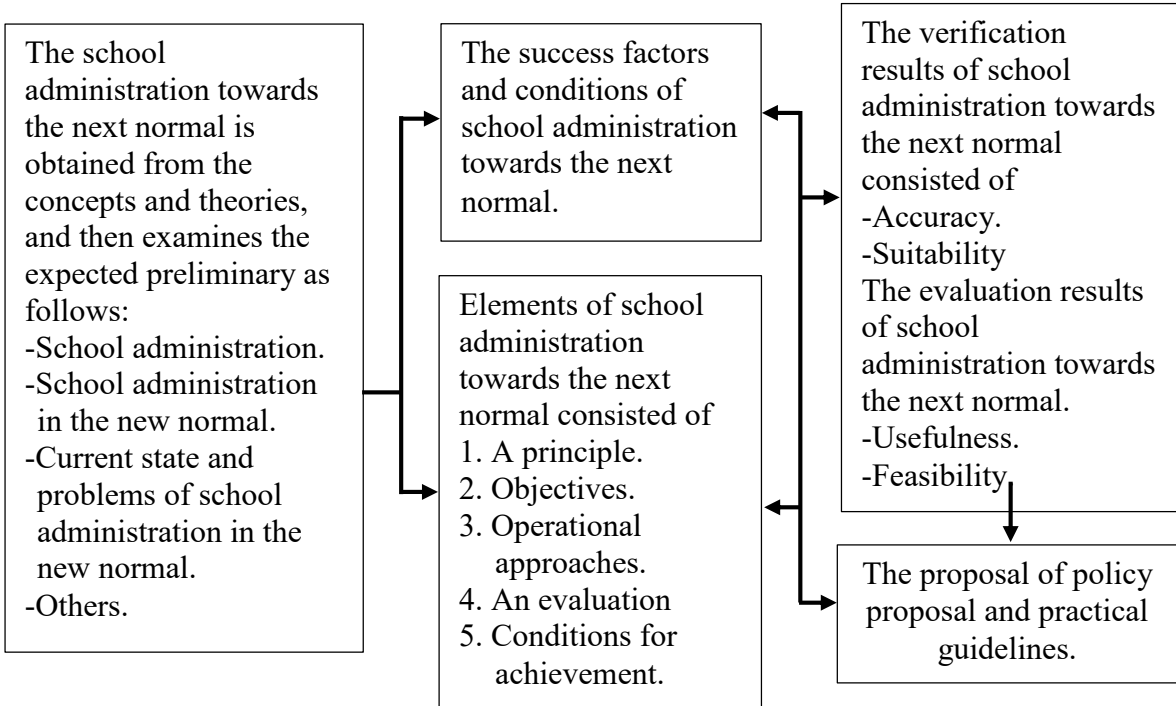 The school
administration towards
the next normal is
obtained from the
concepts and theories,
and then examines the
expected preliminary as
follows:
-School administration.
-School administration
in the new normal.
-Current state and
problems of school
administration in the
new normal.
-Others.
The success factors
and conditions of
school administration
towards the next
normal.
Elements of school
administration
towards the next
normal consisted of
1. A principle.
2. Objectives.
3. Operational
approaches.
4. An evaluation
5. Conditions for
achievement.
The verification
results of school
administration towards
the next normal
consisted of
-Accuracy.
-Suitability
The evaluation results
of school
administration towards
the next normal.
-Usefulness.
-Feasibility
The proposal of policy
proposal and practical
guidelines.